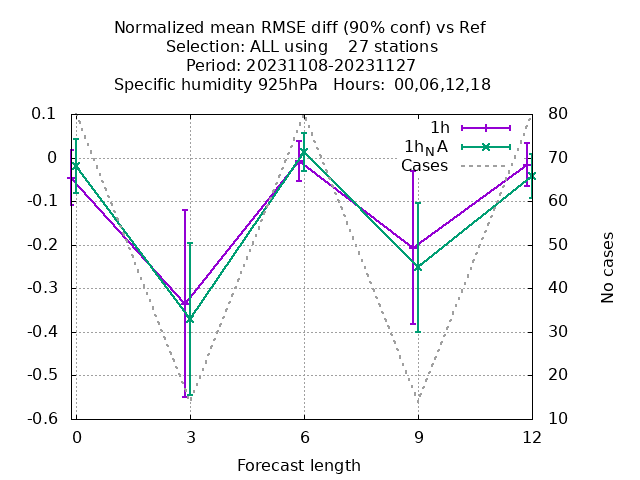 Normalized mean RMSE diff (90% conf) vs Ref
Selection: ALL using    27 stations
Period: 20231108-20231127
Specific humidity 925hPa   Hours: 00,06,12,18
0.1
0
-0.1
-0.2
-0.3
-0.4
-0.5
-0.6
80
70
60
50
40
30
20
10
1h
1hNA
Cases
No cases
0 3 6 9 12
Forecast length